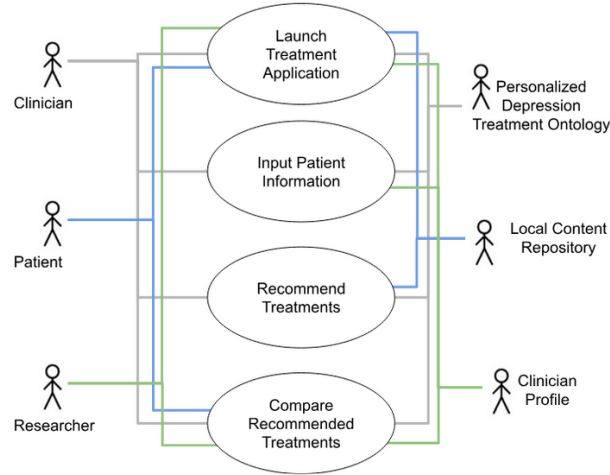 Launch
Treatment
Application
Clinician
Personalized
Depression
Treatment Ontology
Input Patient
Information
Patient
Local Content
Repository
Recommend
Treatments
Researcher
Compare
Recommended
Treatments
Clinician
Profile